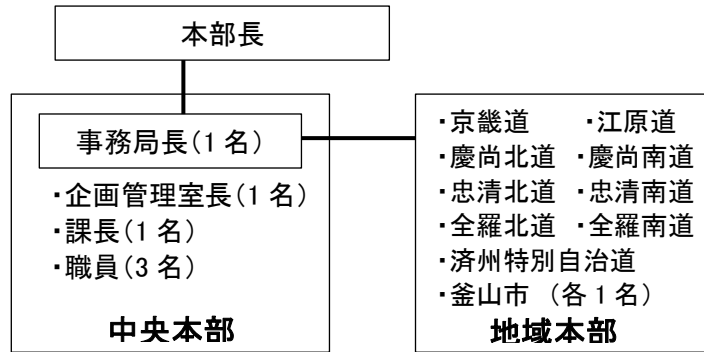 本部長
事務局長(1名)
・企画管理室長(1名)
・課長(1名)
・職員(3名)
中央本部
・京畿道 ・江原道
・慶尚北道 ・慶尚南道
・忠清北道 ・忠清南道
・全羅北道 ・全羅南道
・済州特別自治道
・釜山市 (各1名)
地域本部